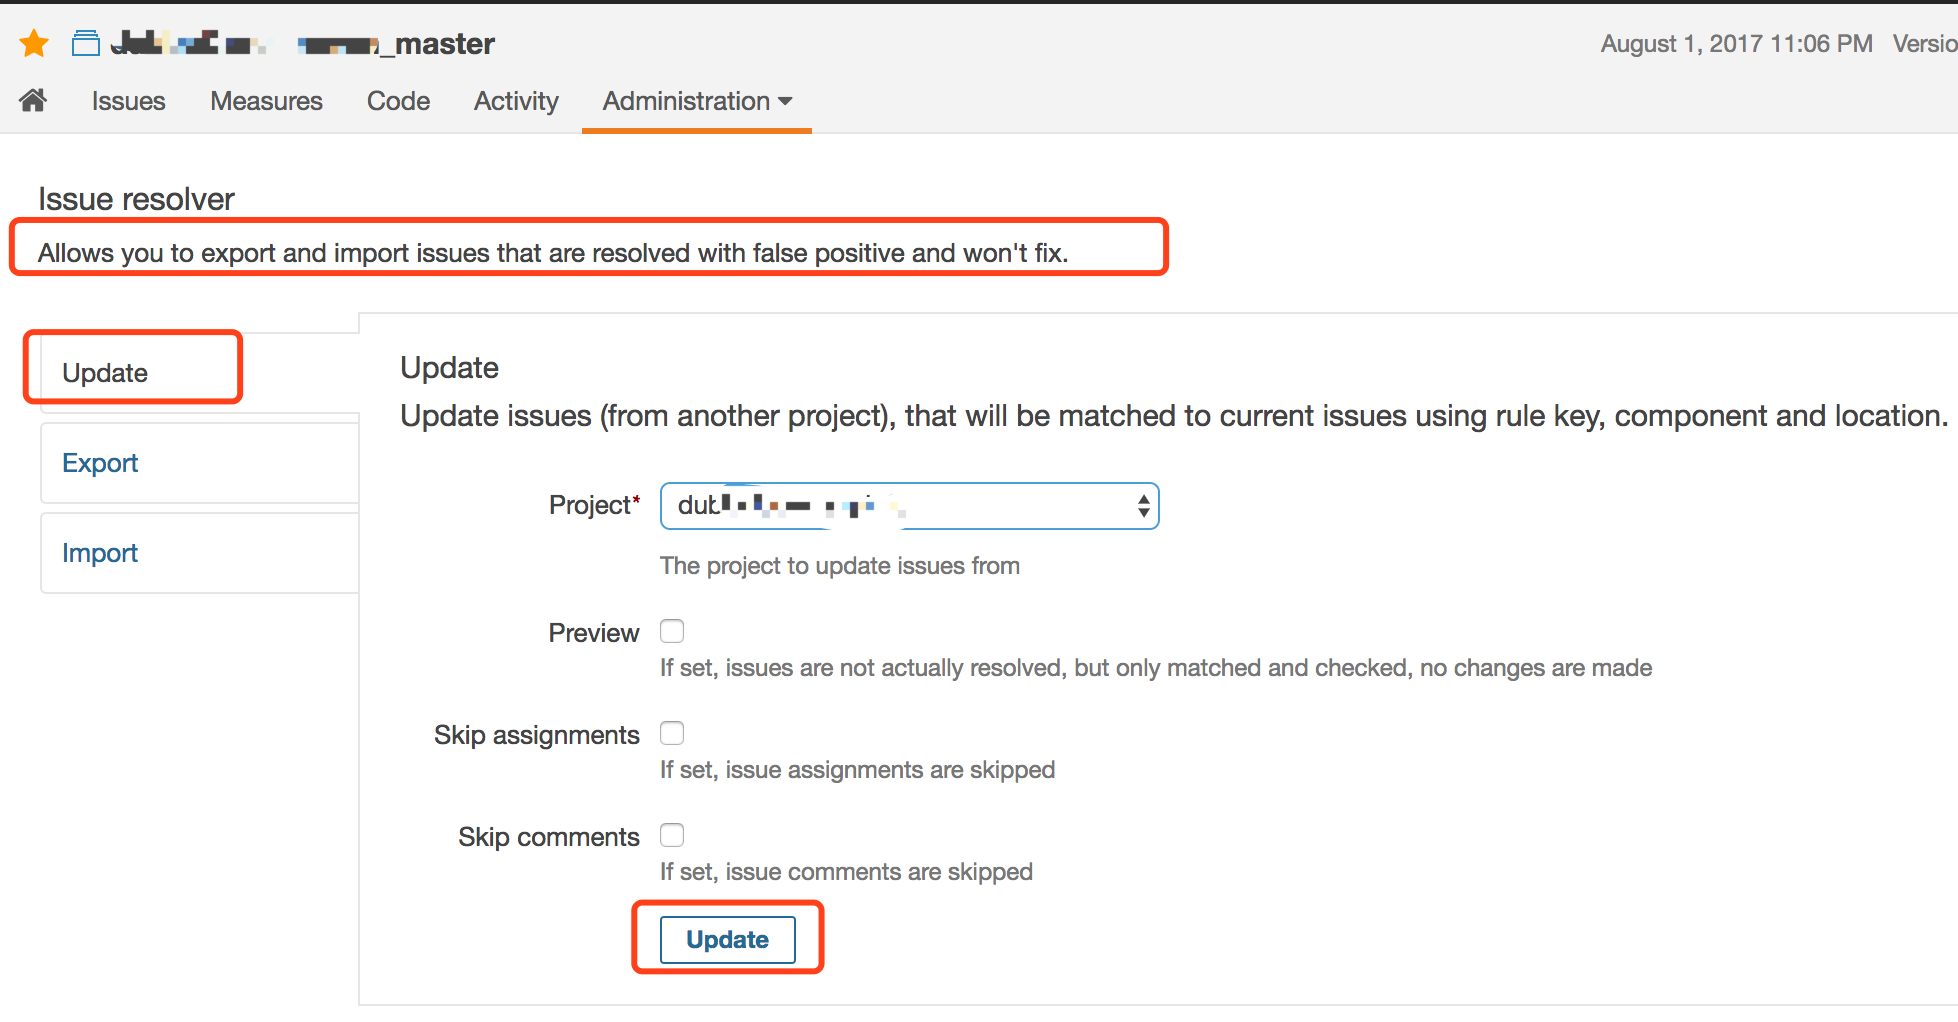 _master
August 1, 2017 11:06 PM Versio
Issues Measures Code Activity Administration
Issue resolver
Allows you to export and import issues that are resolved with false positive and won't fix.
Update
Export
Import
Update
Update issues (from another project), that will be matched to current issues using rule key, component and location.
Project*
dub
The project to update issues from
Preview
If set, issues are not actually resolved, but only matched and checked, no changes are made
Skip assignments
If set, issue assignments are skipped
Skip comments
If set, issue comments are skipped
Update